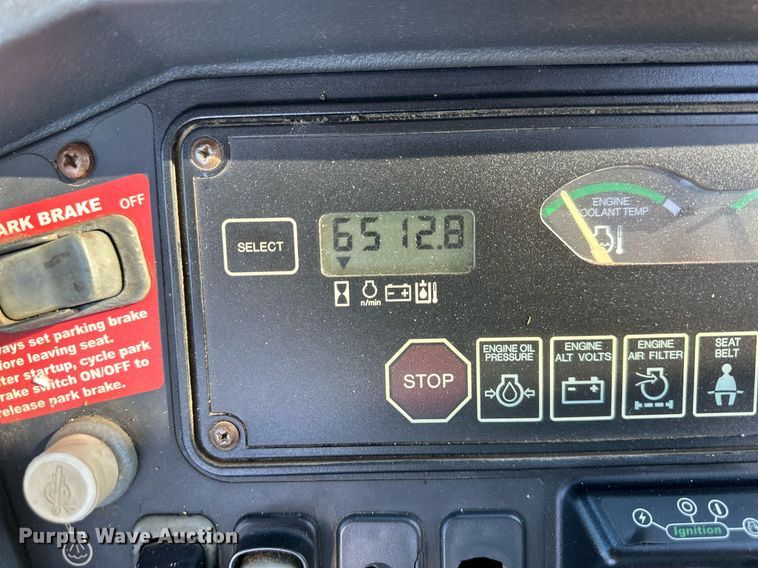 ARK BRAKE OFF
ways set parking brake
fore leaving seat.
ter startup, cycle park
rake switch ON/OFF to
release park brake.
SELECT
6512.8
n/min
ENGINE
COOLANT TEMP
STOP
ENGINE OIL
PRESSURE
ENGINE
ALT VOLTS
ENGINE
AIR FILTER
SEAT
BELT
Ignition
Purple Wave Auction